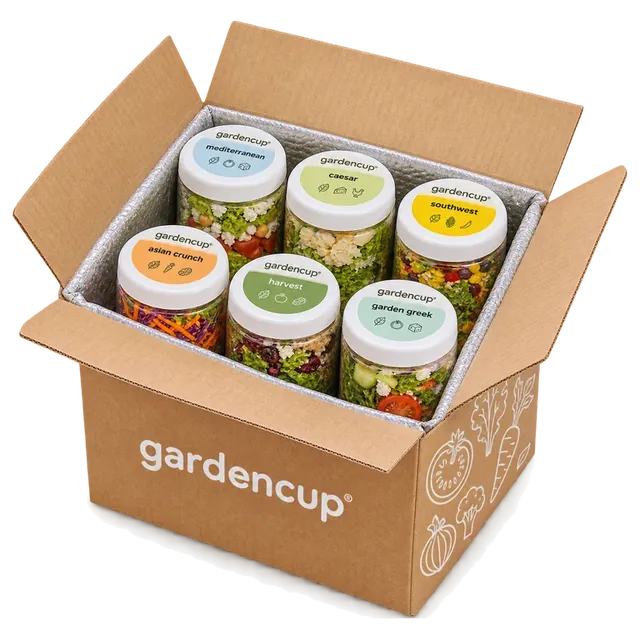 gardencup®
mediterranean
gardencup®
caesar
gardencup®
southwest
gardencup®
asian crunch
gardencup®
harvest
gardencup®
garden greek
gardencup®